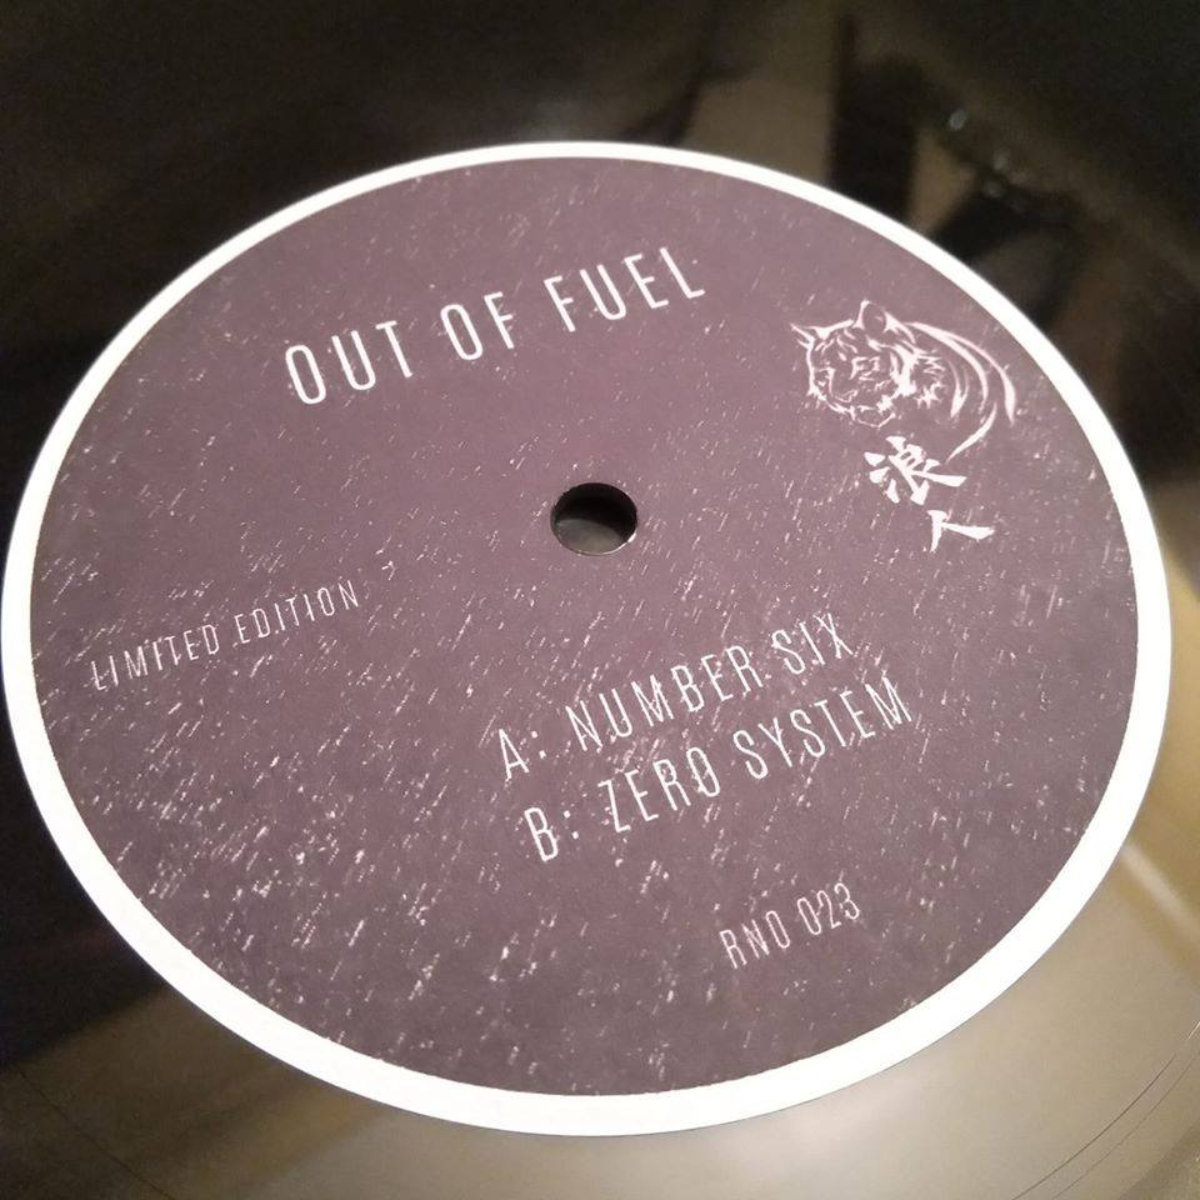 OUT OF FUEL
浪
人
LIMITED EDITION
A: NUMBER SIX
B: ZERO SYSTEM
RNO 023